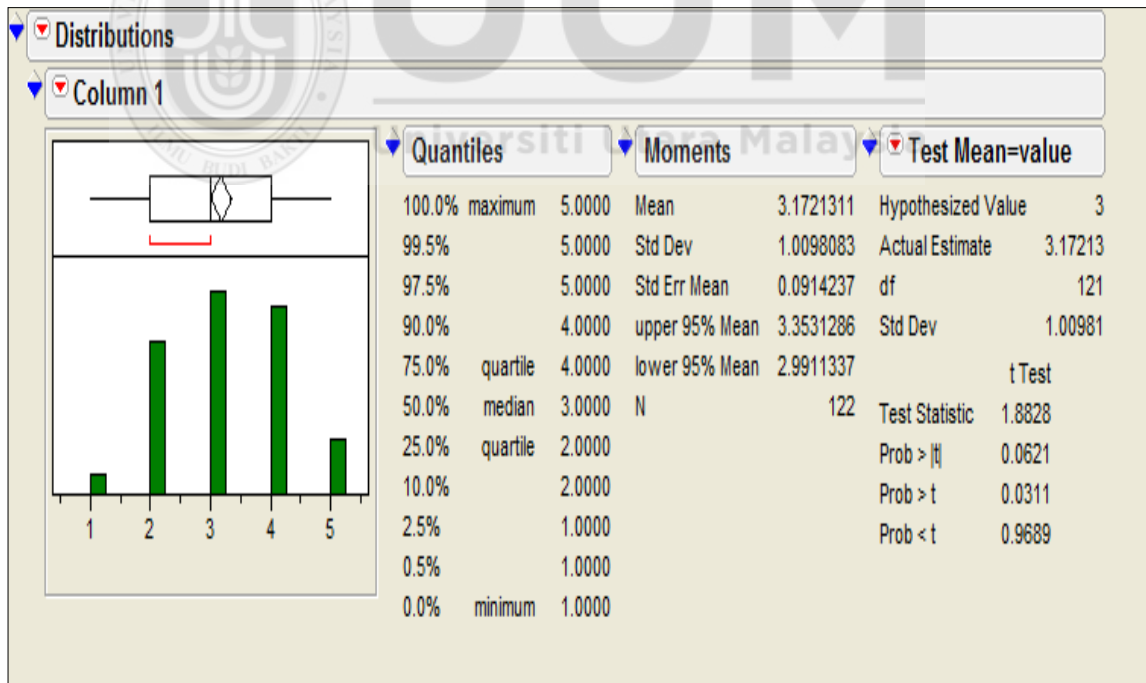 Distributions
Column 1
Universiti Utara Malaysia
ILMU BUDI BAKTI
1 2 3 4 5
Quantiles
100.0% maximum 5.0000
99.5% 5.0000
97.5% 5.0000
90.0% 4.0000
75.0% quartile 4.0000
50.0% median 3.0000
25.0% quartile 2.0000
10.0% 2.0000
2.5% 1.0000
0.5% 1.0000
0.0% minimum 1.0000
Moments
Mean 3.1721311
Std Dev 1.0098083
Std Err Mean 0.0914237
upper 95% Mean 3.3531286
lower 95% Mean 2.9911337
N 122
Test Mean=value
Hypothesized Value 3
Actual Estimate 3.17213
df 121
Std Dev 1.00981
t Test
Test Statistic 1.8828
Prob > |t| 0.0621
Prob > t 0.0311
Prob < t 0.9689